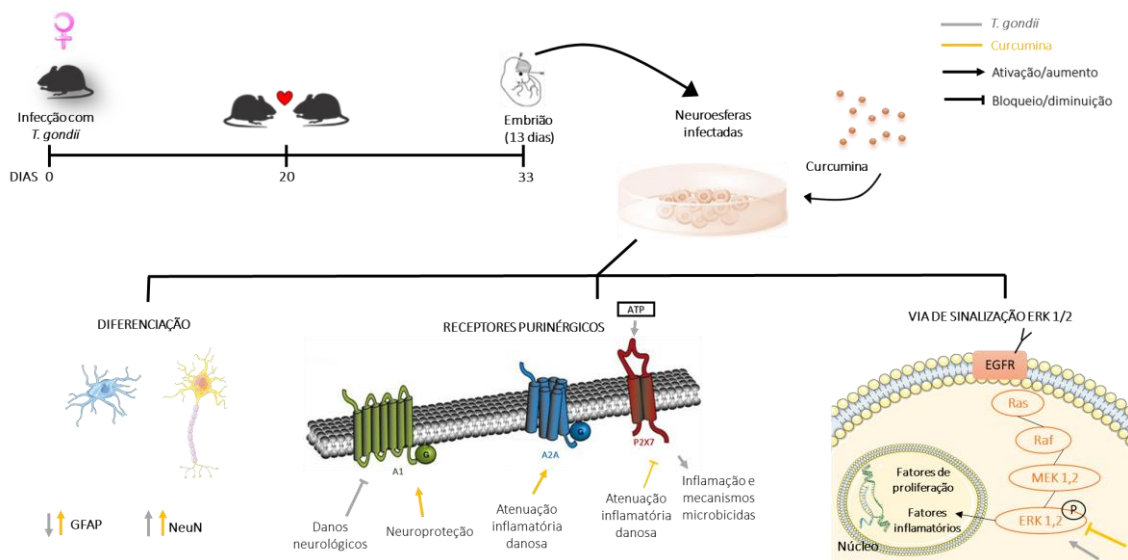 Infecção com
T. gondii
DIAS 0
20
33
Embrião
(13 dias)
Neuroesferas
infectadas
Curcumina
T. gondii
Curcumina
Ativação/aumento
Bloqueio/diminuição
DIFERENCIAÇÃO
GFAP
NeuN
RECEPTORES PURINÉRGICOS
ATP
G
A1
G
A2A
P2X7
Danos
neurológicos
Neuroproteção
Atenuação
inflamatória
danosa
Atenuação
inflamatória
danosa
Inflamação e
mecanismos
microbicidas
VIA DE SINALIZAÇÃO ERK 1/2
EGFR
Ras
Raf
MEK 1,2
P
ERK 1,2
Fatores de
proliferação
Fatores
inflamatórios
Núcleo